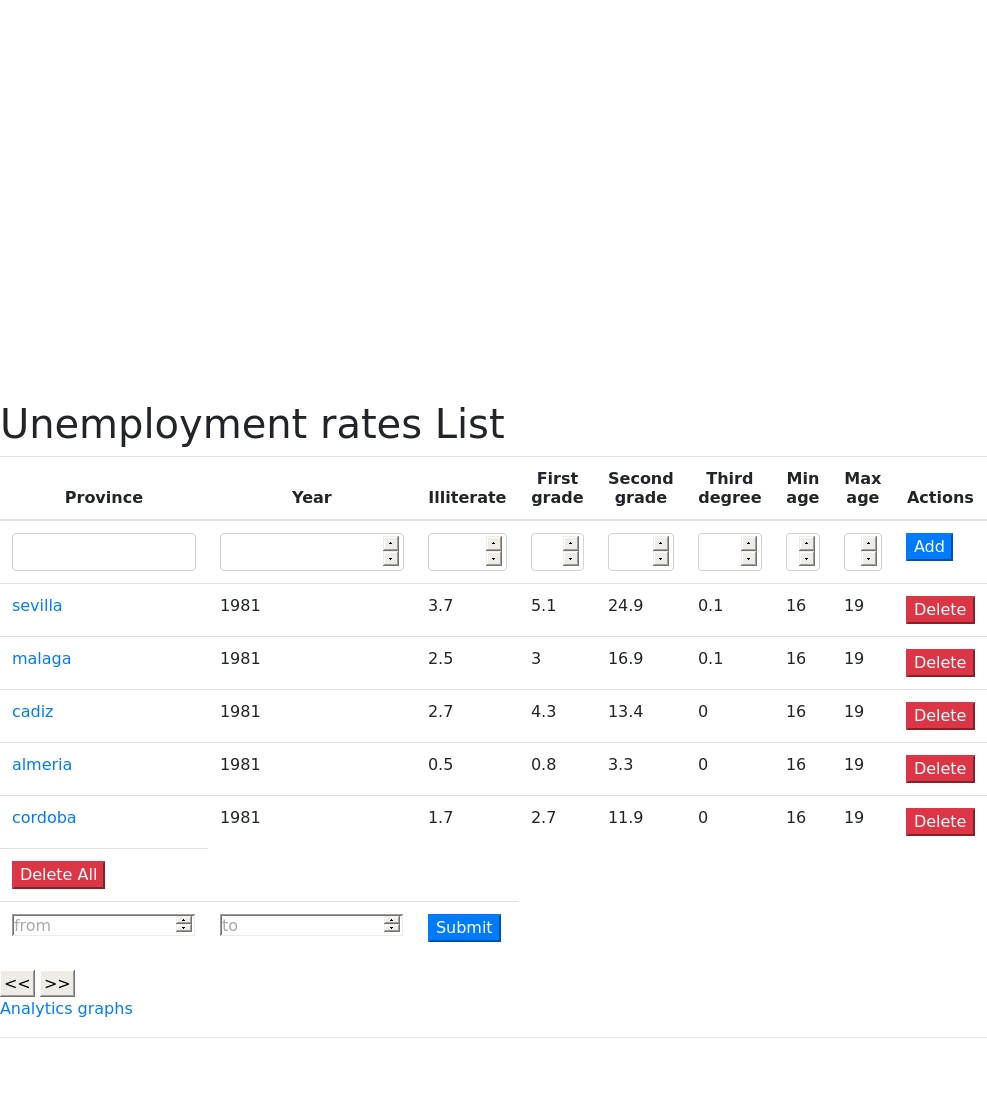 Unemployment rates List
Province Year Illiterate First grade Second grade Third degree Min age Max age Actions
Add
sevilla 1981 3.7 5.1 24.9 0.1 16 19 Delete
malaga 1981 2.5 3 16.9 0.1 16 19 Delete
cadiz 1981 2.7 4.3 13.4 0 16 19 Delete
almeria 1981 0.5 0.8 3.3 0 16 19 Delete
cordoba 1981 1.7 2.7 11.9 0 16 19 Delete
Delete All
from to Submit
<< >>
Analytics graphs